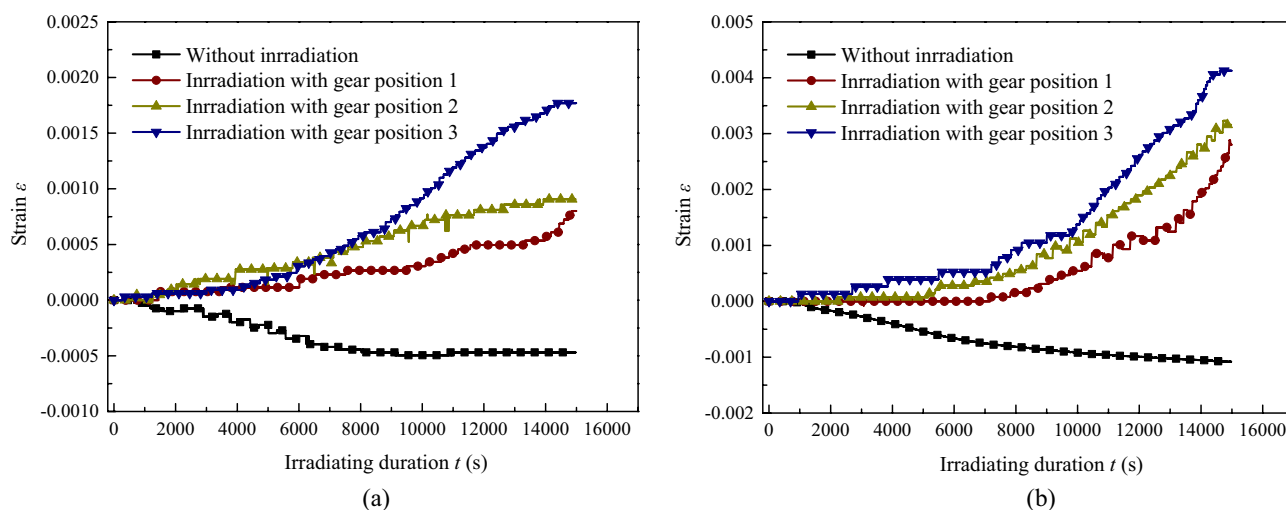 0.0025
0.0020
0.0015
0.0010
0.0005
0.0000
-0.0005
-0.0010
Strain ε
Without inrradiation
Inrradiation with gear position 1
Inrradiation with gear position 2
Inrradiation with gear position 3
0 2000 4000 6000 8000 10000 12000 14000 16000
Irradiating duration t (s)
(a)
0.005
0.004
0.003
0.002
0.001
0.000
-0.001
-0.002
Strain ε
Without inrradiation
Inrradiation with gear position 1
Inrradiation with gear position 2
Inrradiation with gear position 3
0 2000 4000 6000 8000 10000 12000 14000 16000
Irradiating duration t (s)
(b)